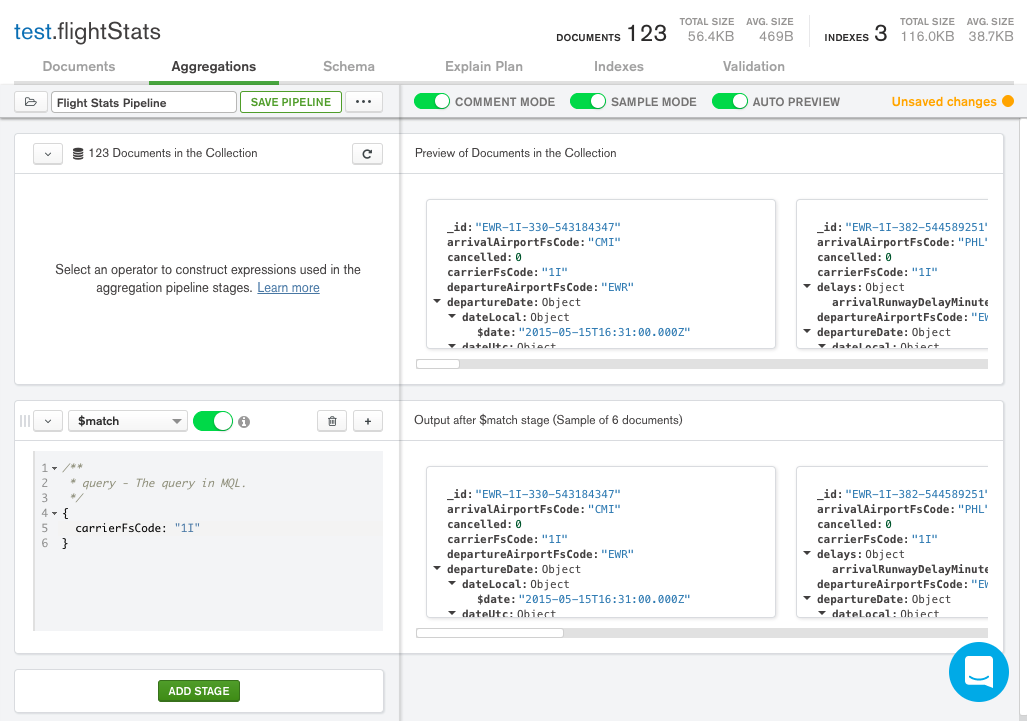 test.flightStats
DOCUMENTS 123 TOTAL SIZE 56.4KB AVG. SIZE 469B INDEXES 3 TOTAL SIZE 116.0KB AVG. SIZE 38.7KB
Documents Aggregations Schema Explain Plan Indexes Validation
Flight Stats Pipeline SAVE PIPELINE ... COMMENT MODE SAMPLE MODE AUTO PREVIEW Unsaved changes
123 Documents in the Collection
Select an operator to construct expressions used in the
aggregation pipeline stages. Learn more
Preview of Documents in the Collection
_id: "EWR-1I-330-543184347"
arrivalAirportFsCode: "CMI"
cancelled: 0
carrierFsCode: "1I"
departureAirportFsCode: "EWR"
departureDate: Object
dateLocal: Object
$date: "2015-05-15T16:31:00.000Z"
dateUtc: Object
_id: "EWR-1I-382-544589251"
arrivalAirportFsCode: "PHL"
cancelled: 0
carrierFsCode: "1I"
delays: Object
arrivalRunwayDelayMinute
departureAirportFsCode: "EW
departureDate: Object
dateLocal: Object
$match
1 /**
2 * query - The query in MQL.
3 */
4 {
5 carrierFsCode: "1I"
6 }
Output after $match stage (Sample of 6 documents)
_id: "EWR-1I-330-543184347"
arrivalAirportFsCode: "CMI"
cancelled: 0
carrierFsCode: "1I"
departureAirportFsCode: "EWR"
departureDate: Object
dateLocal: Object
$date: "2015-05-15T16:31:00.000Z"
dateUtc: Object
_id: "EWR-1I-382-544589251"
arrivalAirportFsCode: "PHL"
cancelled: 0
carrierFsCode: "1I"
delays: Object
arrivalRunwayDelayMinute
departureAirportFsCode: "EW
departureDate: Object
dateLocal: Object
ADD STAGE